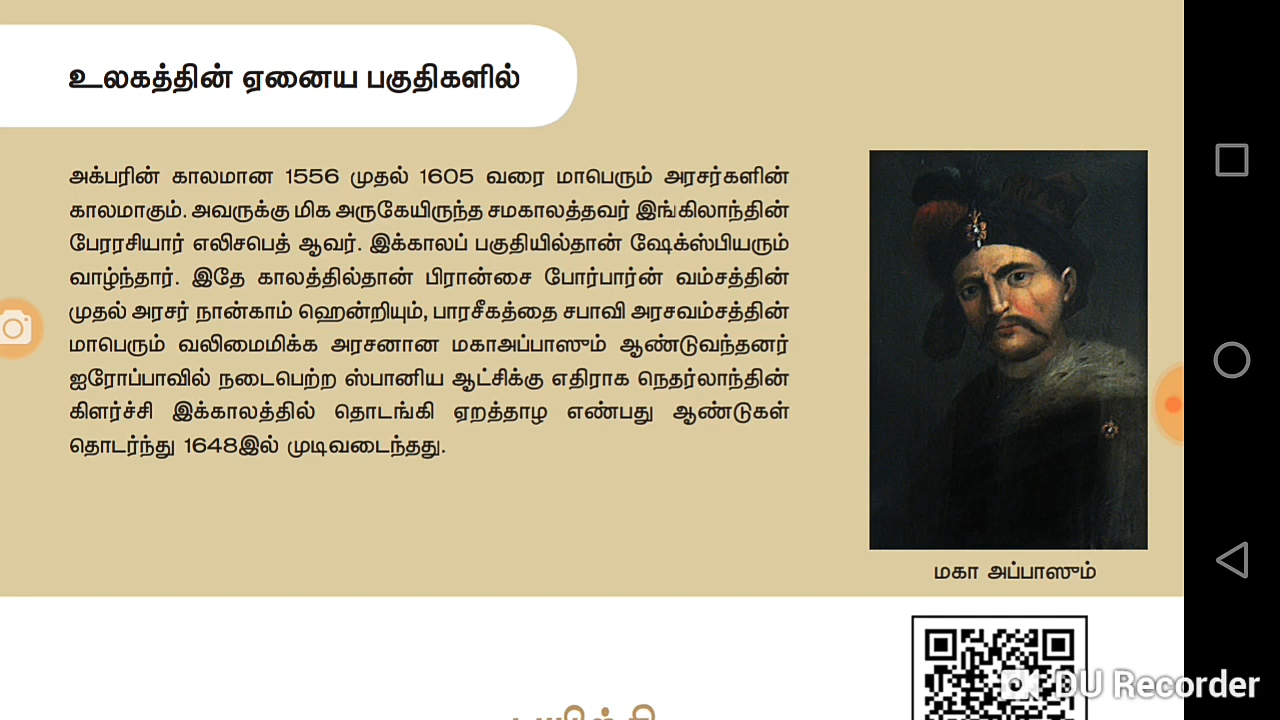 உலகத்தின் ஏனைய பகுதிகளில்
அக்பரின் காலமான 1556 முதல் 1605 வரை மாபெரும் அரசர்களின்
காலமாகும். அவருக்கு மிக அருகேயிருந்த சமகாலத்தவர் இங்கிலாந்தின்
பேரரசியார் எலிசபெத் ஆவர். இக்காலப் பகுதியில்தான் ஷேக்ஸ்பியரும்
வாழ்ந்தார். இதே காலத்தில்தான் பிரான்சை போர்பார்ன் வம்சத்தின்
முதல் அரசர் நான்காம் ஹென்றியும், பாரசீகத்தை சபாவி அரசவம்சத்தின்
மாபெரும் வலிமைமிக்க அரசனான மகாஅப்பாஸும் ஆண்டுவந்தனர்
ஐரோப்பாவில் நடைபெற்ற ஸ்பானிய ஆட்சிக்கு எதிராக நெதர்லாந்தின்
கிளர்ச்சி இக்காலத்தில் தொடங்கி ஏறத்தாழ எண்பது ஆண்டுகள்
தொடர்ந்து 1648இல் முடிவடைந்தது.
மகா அப்பாஸும்
DU Recorder